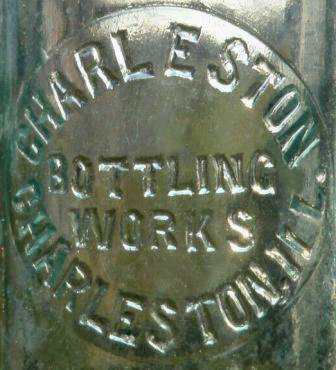 CHARLESTON
BOTTLING
WORKS
CHARLESTON, ILL.